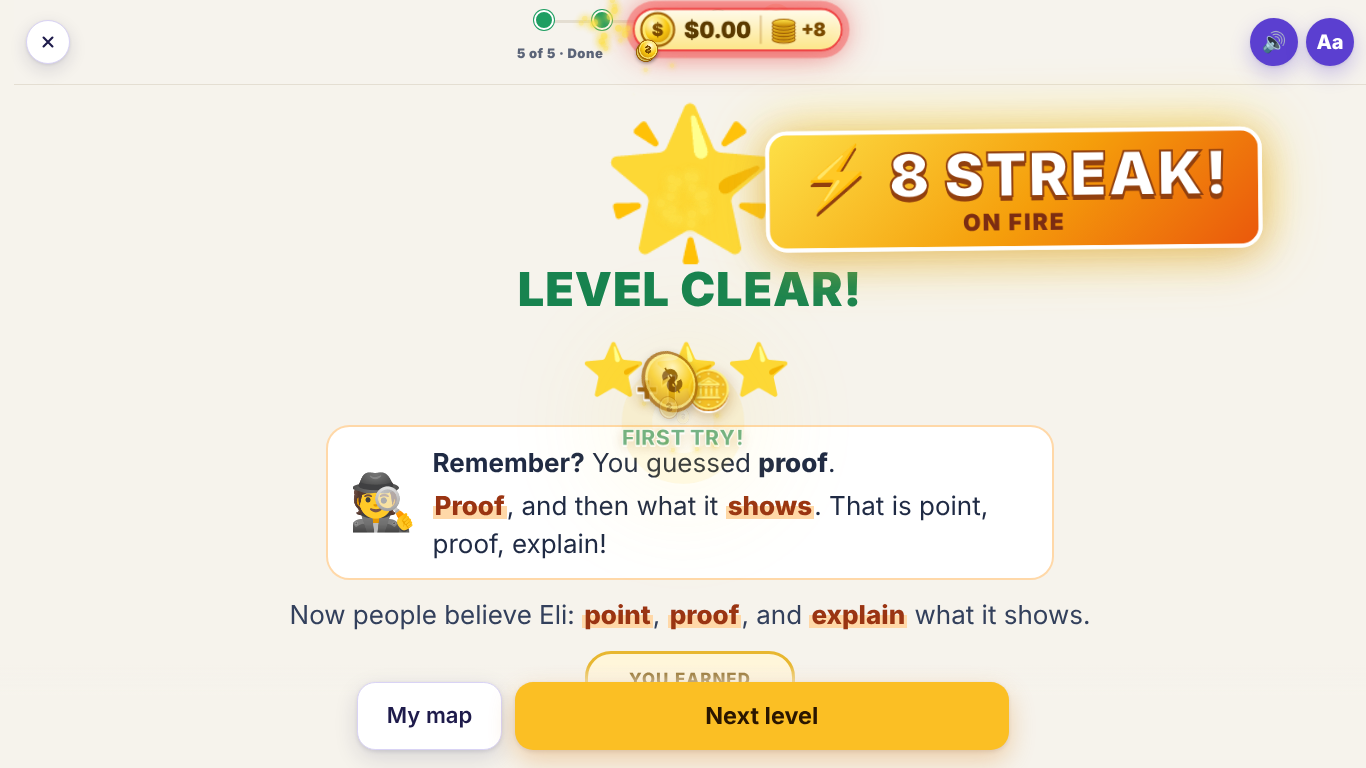 $0.00
+8
5 of 5 · Done
Aa
8 STREAK!
ON FIRE
LEVEL CLEAR!
FIRST TRY!
Remember? You guessed proof.
Proof, and then what it shows. That is point,
proof, explain!
Now people believe Eli: point, proof, and explain what it shows.
YOU EARNED
My map
Next level